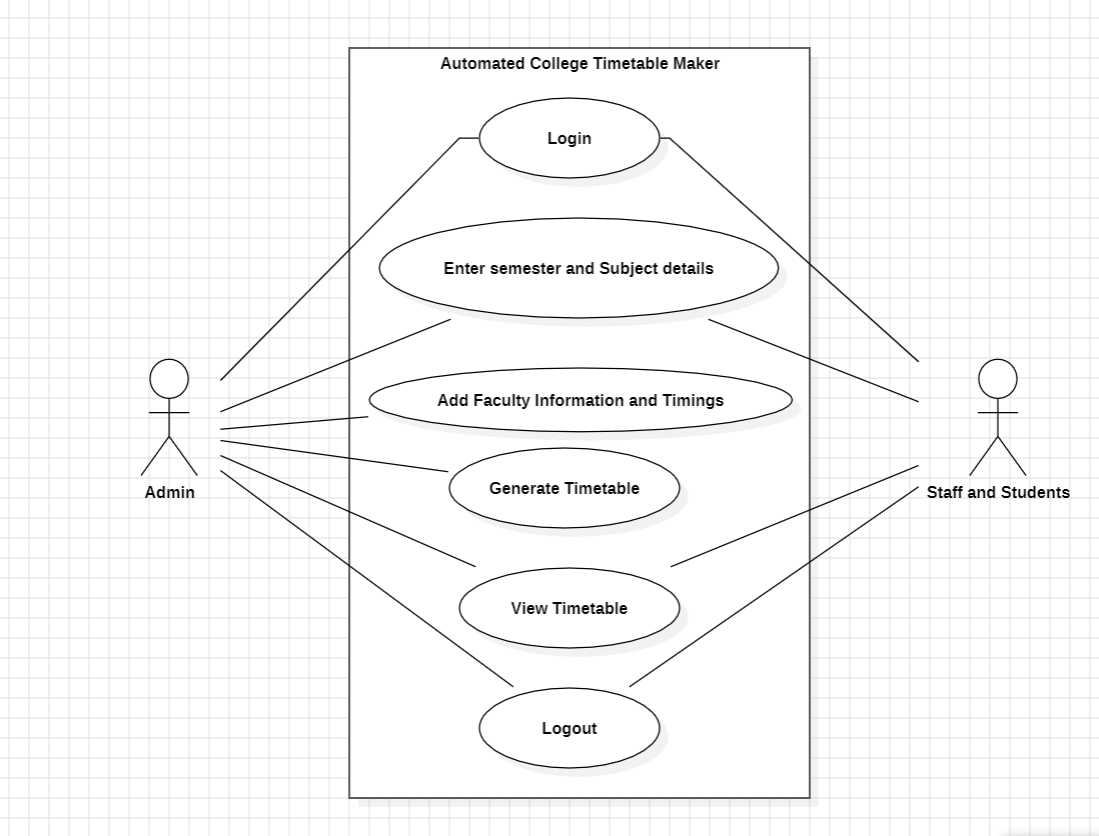 Automated College Timetable Maker
Login
Enter semester and Subject details
Add Faculty Information and Timings
Generate Timetable
Admin
Staff and Students
View Timetable
Logout